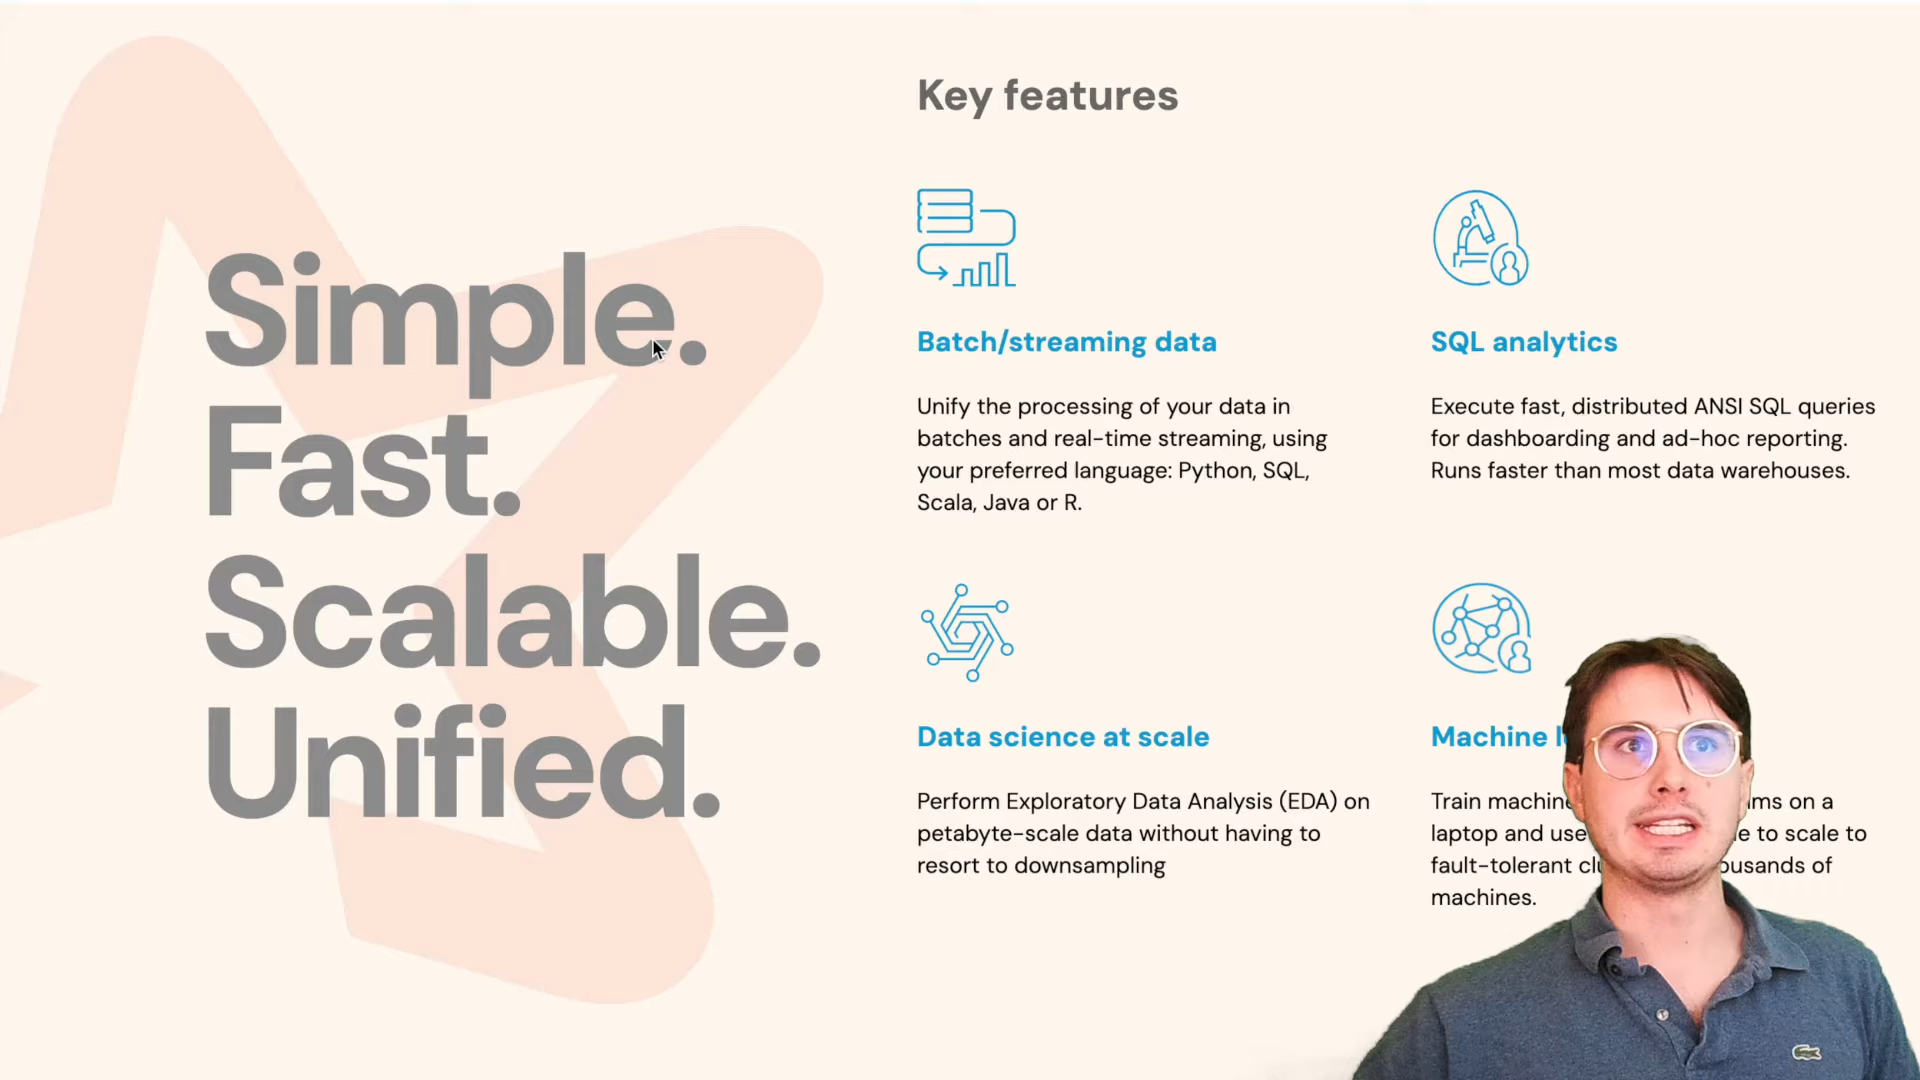 Simple.
Fast.
Scalable.
Unified.
Key features
Batch/streaming data
Unify the processing of your data in
batches and real-time streaming, using
your preferred language: Python, SQL,
Scala, Java or R.
SQL analytics
Execute fast, distributed ANSI SQL queries
for dashboarding and ad-hoc reporting.
Runs faster than most data warehouses.
Data science at scale
Perform Exploratory Data Analysis (EDA) on
petabyte-scale data without having to
resort to downsampling
Machine
Train on a
laptop and use to scale to
fault-tolerant of
machines.